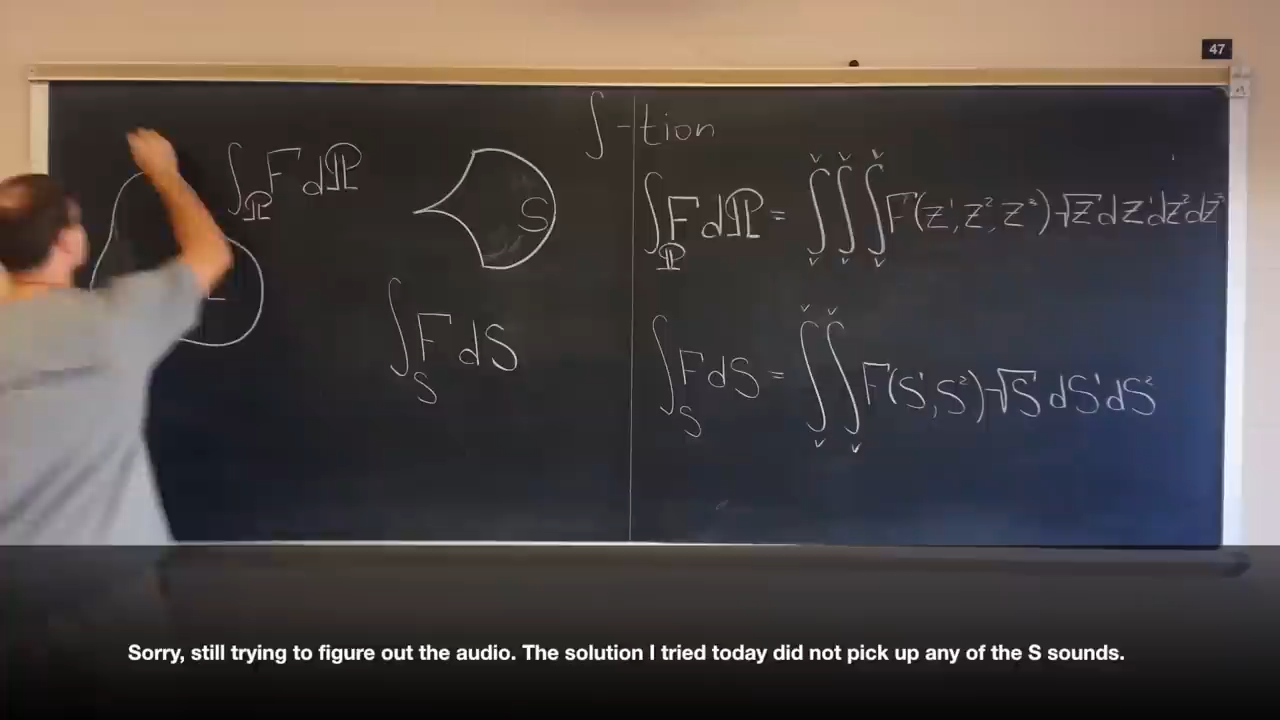 47
∫-tion
∫_Ω F dΩ
S
∫_Ω F dΩ = ∫∫∫ F(Z¹, Z², Z³) √Z dZ¹dZ²dZ³
∫_S F dS
∫_S F dS = ∫∫ F(S¹, S²) √S dS¹dS²
Sorry, still trying to figure out the audio. The solution I tried today did not pick up any of the S sounds.